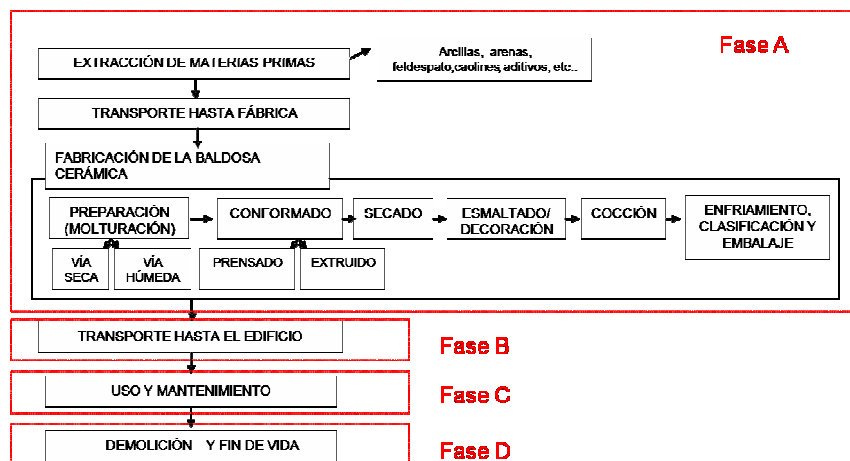 Fase A
EXTRACCIÓN DE MATERIAS PRIMAS
Arcillas, arenas,
feldespato,caolines, aditivos, etc..
TRANSPORTE HASTA FÁBRICA
FABRICACIÓN DE LA BALDOSA
CERÁMICA
PREPARACIÓN
(MOLTURACIÓN)
CONFORMADO
SECADO
ESMALTADO/
DECORACIÓN
COCCIÓN
ENFRIAMIENTO,
CLASIFICACIÓN Y
EMBALAJE
VÍA
SECA
VÍA
HÚMEDA
PRENSADO
EXTRUIDO
TRANSPORTE HASTA EL EDIFICIO
Fase B
USO Y MANTENIMIENTO
Fase C
DEMOLICIÓN Y FIN DE VIDA
Fase D